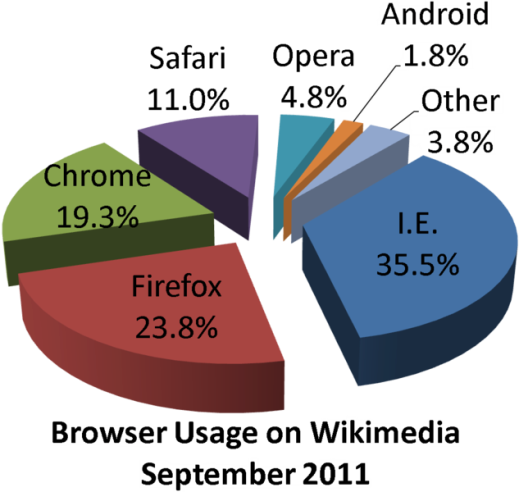 Android
1.8%
Safari
11.0%
Opera
4.8%
Other
3.8%
Chrome
19.3%
I.E.
35.5%
Firefox
23.8%
Browser Usage on Wikimedia
September 2011